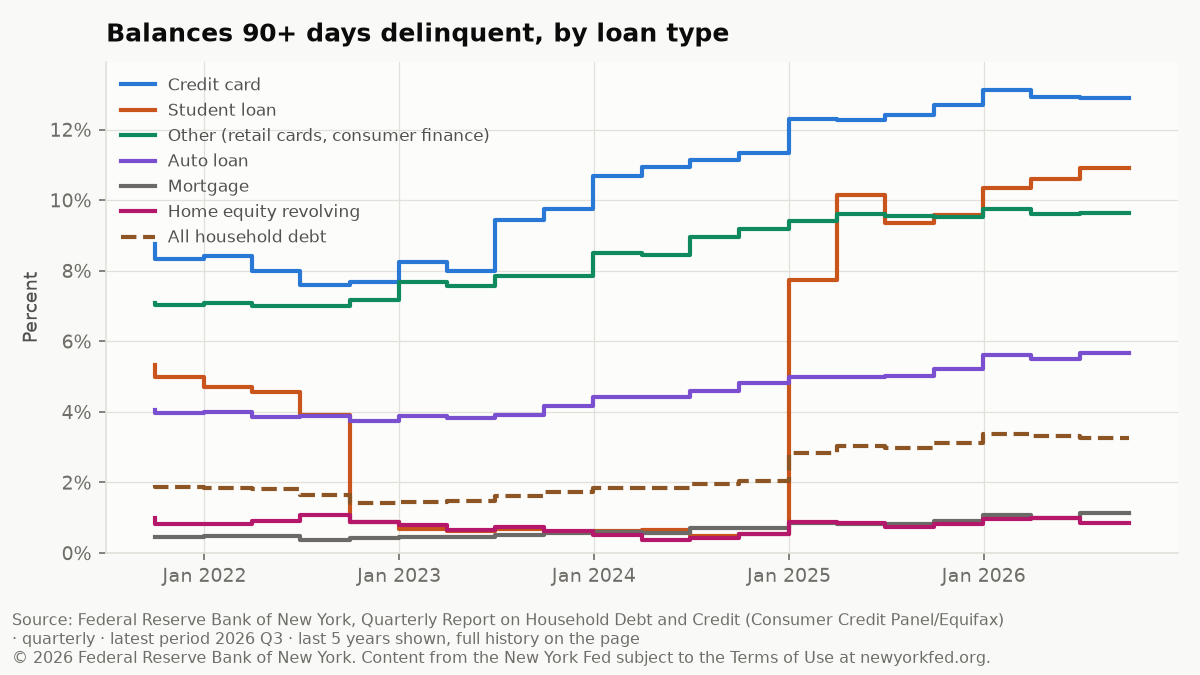 Balances 90+ days delinquent, by loan type
Credit card
Student loan
Other (retail cards, consumer finance)
Auto loan
Mortgage
Home equity revolving
All household debt
Percent
12%
10%
8%
6%
4%
2%
0%
Jan 2022 Jan 2023 Jan 2024 Jan 2025 Jan 2026
Source: Federal Reserve Bank of New York, Quarterly Report on Household Debt and Credit (Consumer Credit Panel/Equifax)
· quarterly · latest period 2026 Q3 · last 5 years shown, full history on the page
© 2026 Federal Reserve Bank of New York. Content from the New York Fed subject to the Terms of Use at newyorkfed.org.